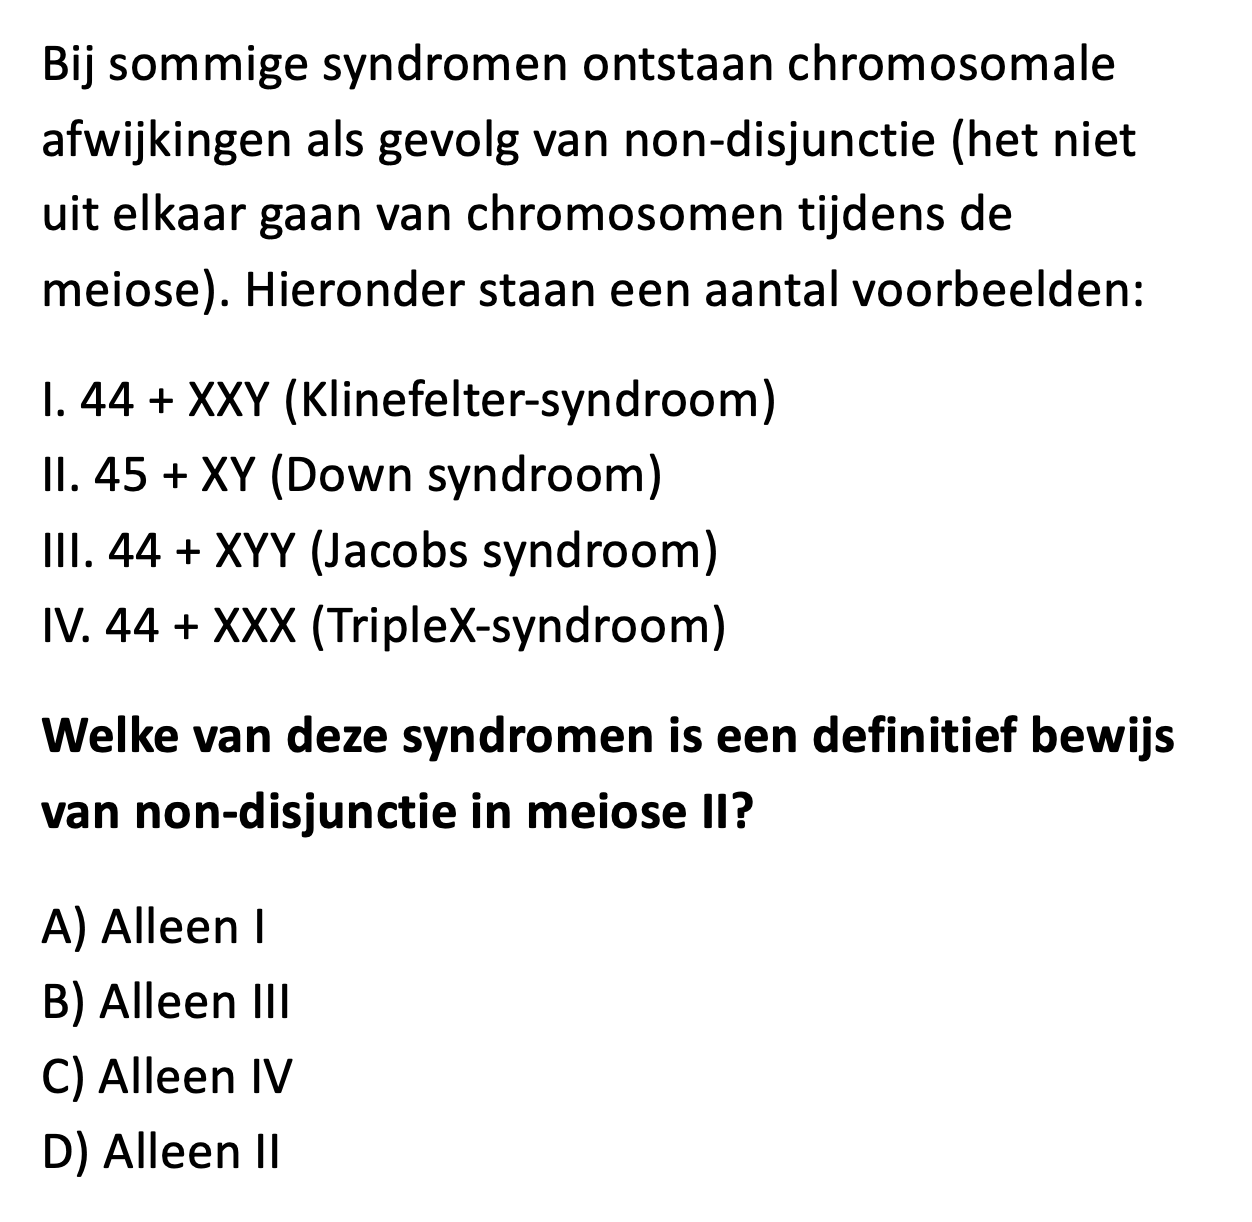 Bij sommige syndromen ontstaan chromosomale
afwijkingen als gevolg van non-disjunctie (het niet
uit elkaar gaan van chromosomen tijdens de
meiose). Hieronder staan een aantal voorbeelden:
I. 44 + XXY (Klinefelter-syndroom)
II. 45 + XY (Down syndroom)
III. 44 + XYY (Jacobs syndroom)
IV. 44 + XXX (TripleX-syndroom)
Welke van deze syndromen is een definitief bewijs
van non-disjunctie in meiose II?
A) Alleen I
B) Alleen III
C) Alleen IV
D) Alleen II